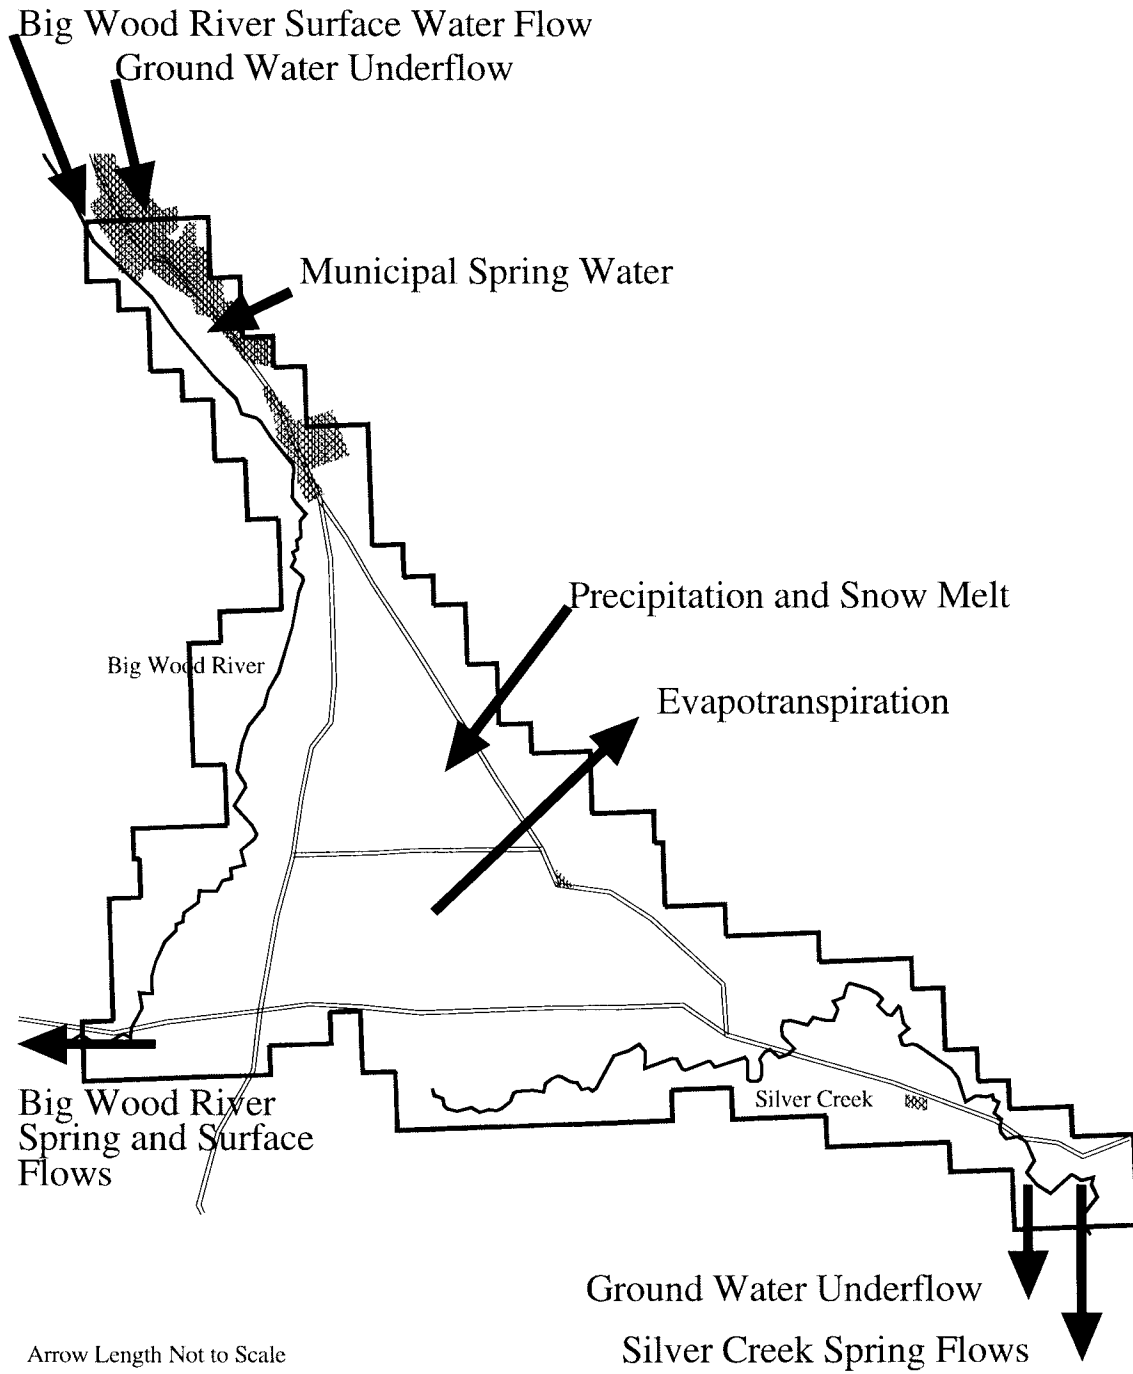 Big Wood River Surface Water Flow
Ground Water Underflow
Municipal Spring Water
Precipitation and Snow Melt
Big Wood River
Evapotranspiration
Big Wood River
Spring and Surface
Flows
Silver Creek
Ground Water Underflow
Silver Creek Spring Flows
Arrow Length Not to Scale